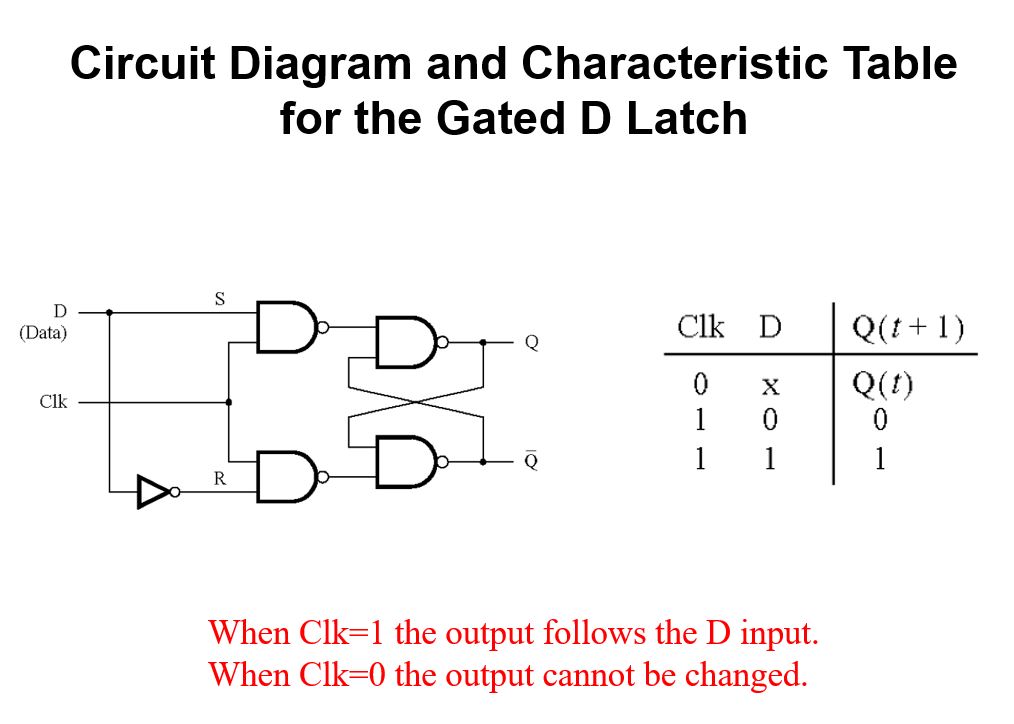 Circuit Diagram and Characteristic Table
for the Gated D Latch
S
D
(Data)
Q
Clk
Q̅
R
Clk D Q(t + 1)
0 x Q(t)
1 0 0
1 1 1
When Clk=1 the output follows the D input.
When Clk=0 the output cannot be changed.